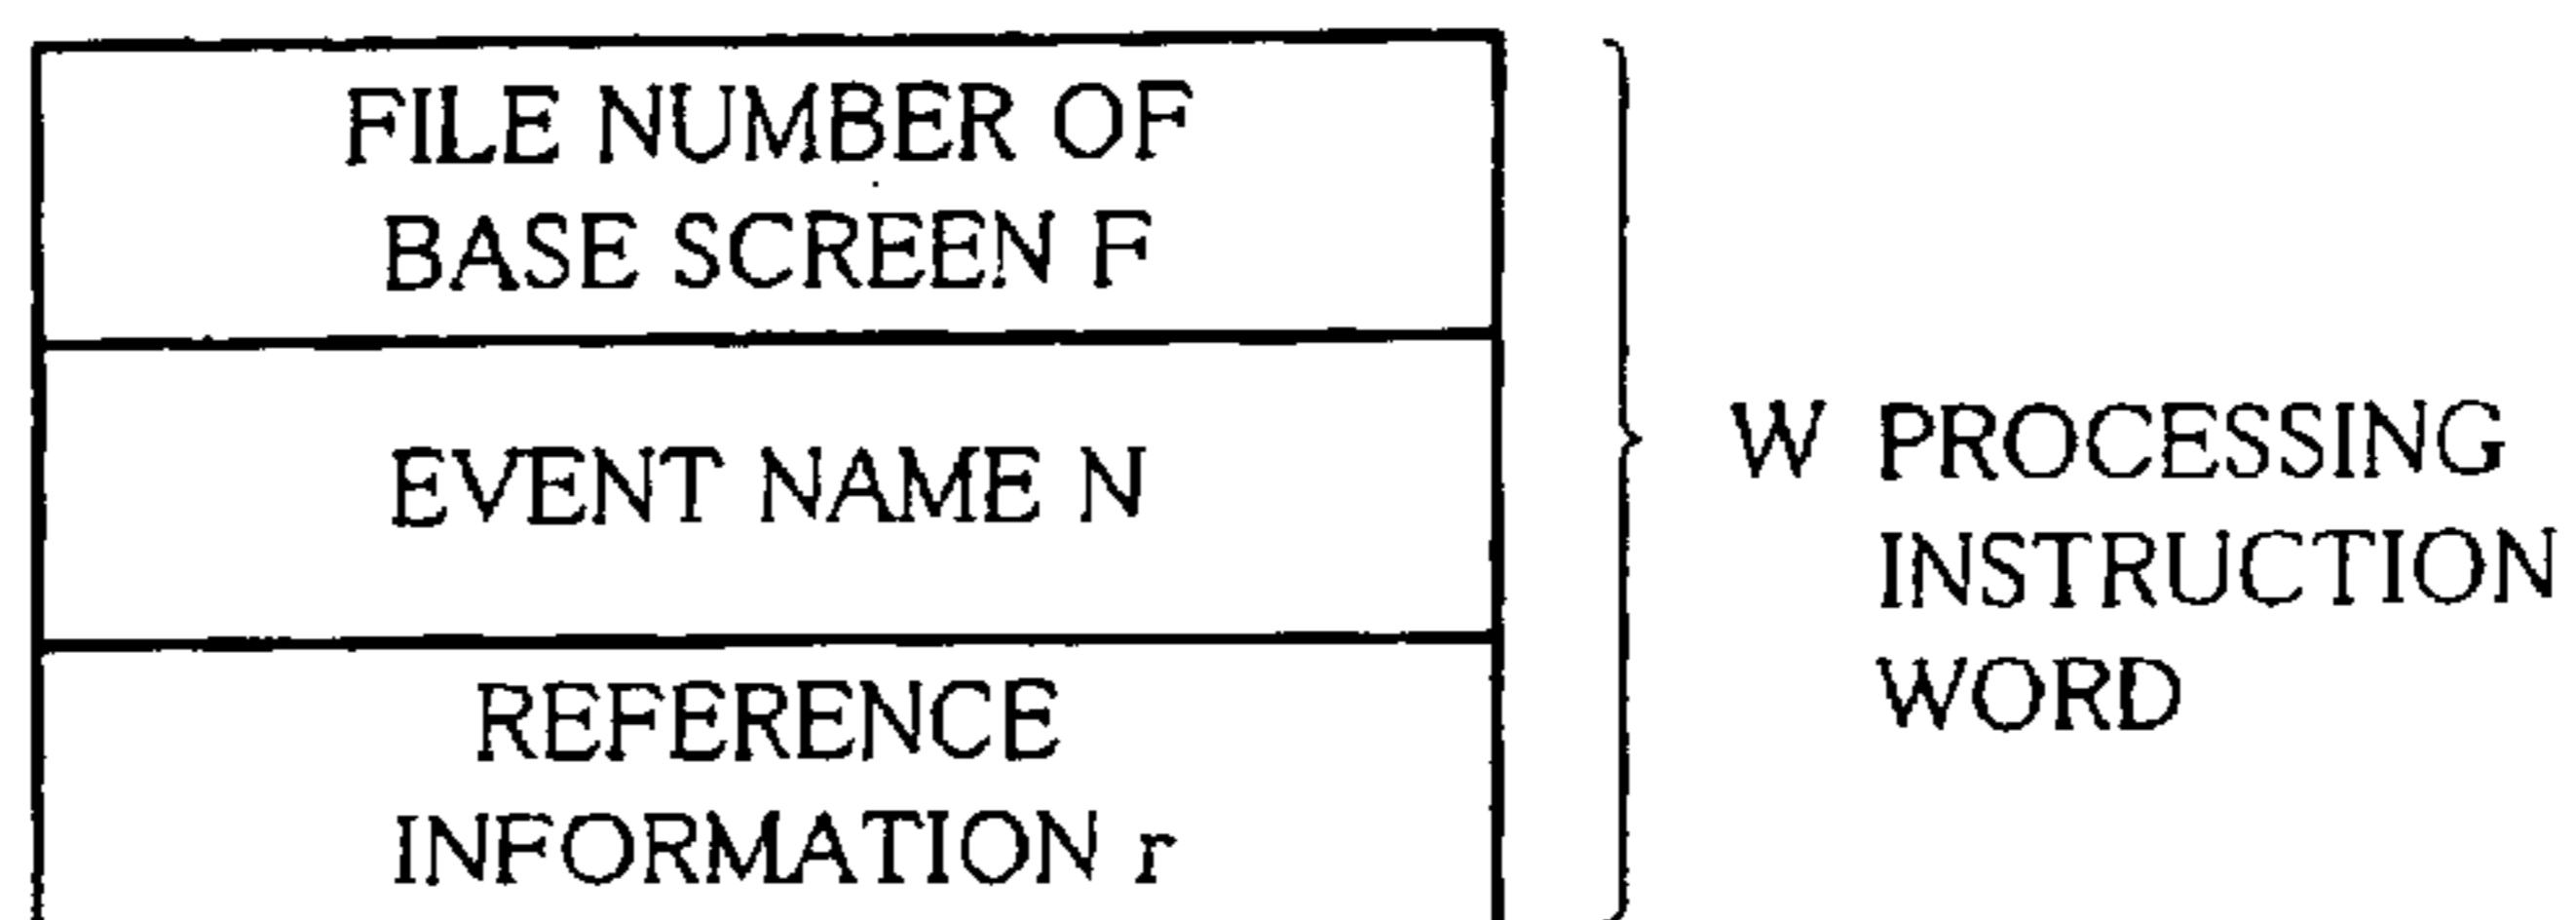 FILE NUMBER OF
BASE SCREEN F
EVENT NAME N
REFERENCE
INFORMATION r
W PROCESSING
INSTRUCTION
WORD